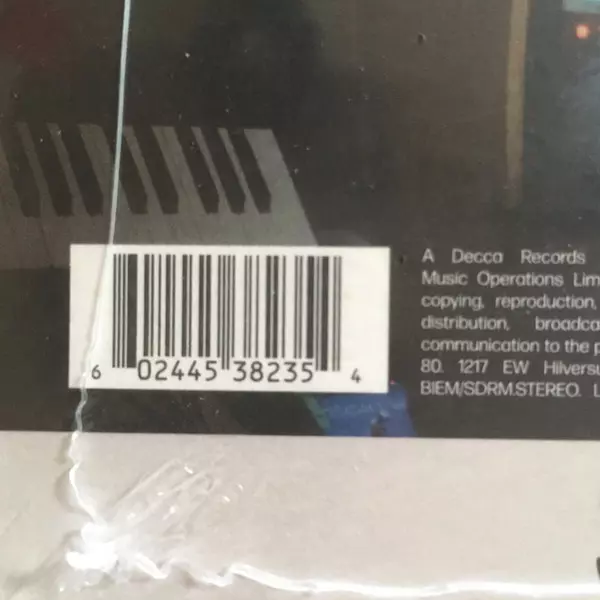 6 02445 38235 4
A Decca Records
Music Operations Lim
copying, reproduction,
distribution, broadca
communication to the p
80. 1217 EW Hilversu
BIEM/SDRM.STEREO. L